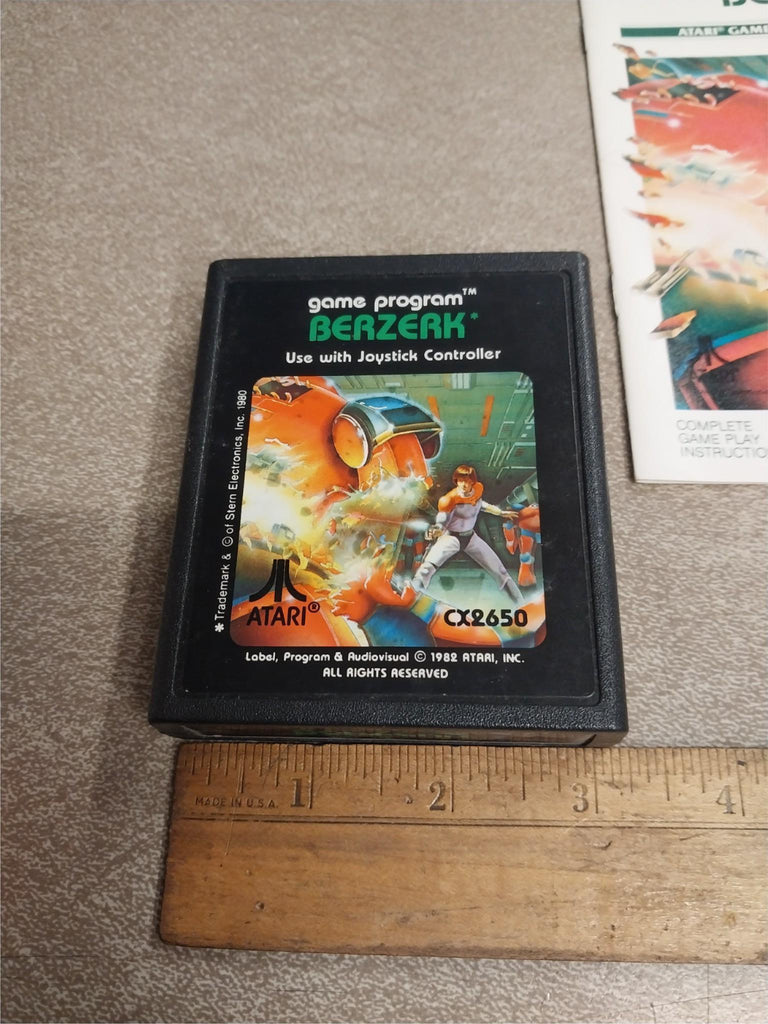 ATARI® GAME
COMPLETE
GAME PLAY
INSTRUCTIO
game program™
BERZERK*
Use with Joystick Controller
*Trademark & © of Stern Electronics, Inc. 1980
ATARI®
CX2650
Label, Program & Audiovisual © 1982 ATARI, INC.
ALL RIGHTS RESERVED
MADE IN U.S.A.
1 2 3 4